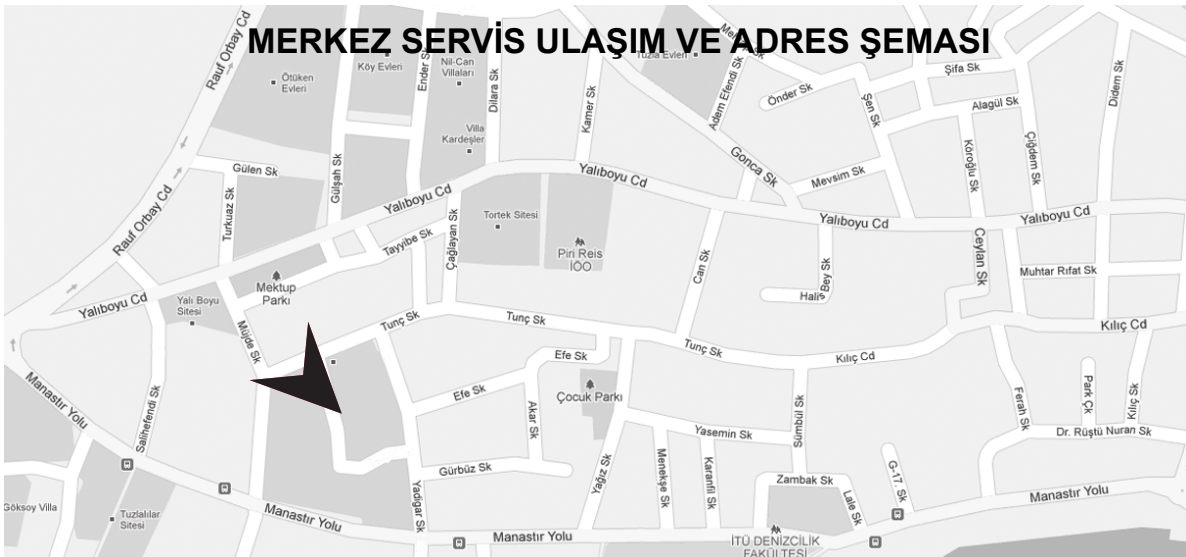 MERKEZ SERVİS ULAŞIM VE ADRES ŞEMASI
Rauf Orbay Cd
Ötüken
Evleri
Köy Evleri
Ender Sk
Nil-Can
Villaları
Dilara Sk
Villa
Kardeşler
Kamer Sk
Tuzla Evleri
Adem Efendi Sk
Önder Sk
Şen Sk
Şifa Sk
Alagül Sk
Didem Sk
Çiğdem Sk
Köroğlu Sk
Gonca Sk
Mevsim Sk
Gülen Sk
Gülşah Sk
Turkuaz Sk
Rauf Orbay Cd
Yalıboyu Cd
Yalıboyu Cd
Yalıboyu Cd
Yalıboyu Cd
Tortek Sitesi
Çağlayan Sk
Tayyibe Sk
Piri Reis
İÖO
Can Sk
Halis Bey Sk
Ceylan Sk
Muhtar Rıfat Sk
Mektup
Parkı
Yalıboyu Cd
Yalı Boyu
Sitesi
Müjde Sk
Tunç Sk
Tunç Sk
Tunç Sk
Kılıç Cd
Kılıç Cd
Manastır Yolu
Salihefendi Sk
Efe Sk
Efe Sk
Akar Sk
Çocuk Parkı
Yasemin Sk
Sümbül Sk
Ferah Sk
Park Çk
Kılıç Sk
Dr. Rüştü Nuran Sk
Gürbüz Sk
Yadigar Sk
Yağız Sk
Menekşe Sk
Karanfil Sk
Zambak Sk
Lale Sk
G-17. Sk
Göksoy Villa
Tuzlalılar
Sitesi
Manastır Yolu
Manastır Yolu
Manastır Yolu
İTÜ DENİZCİLİK
FAKÜLTESİ